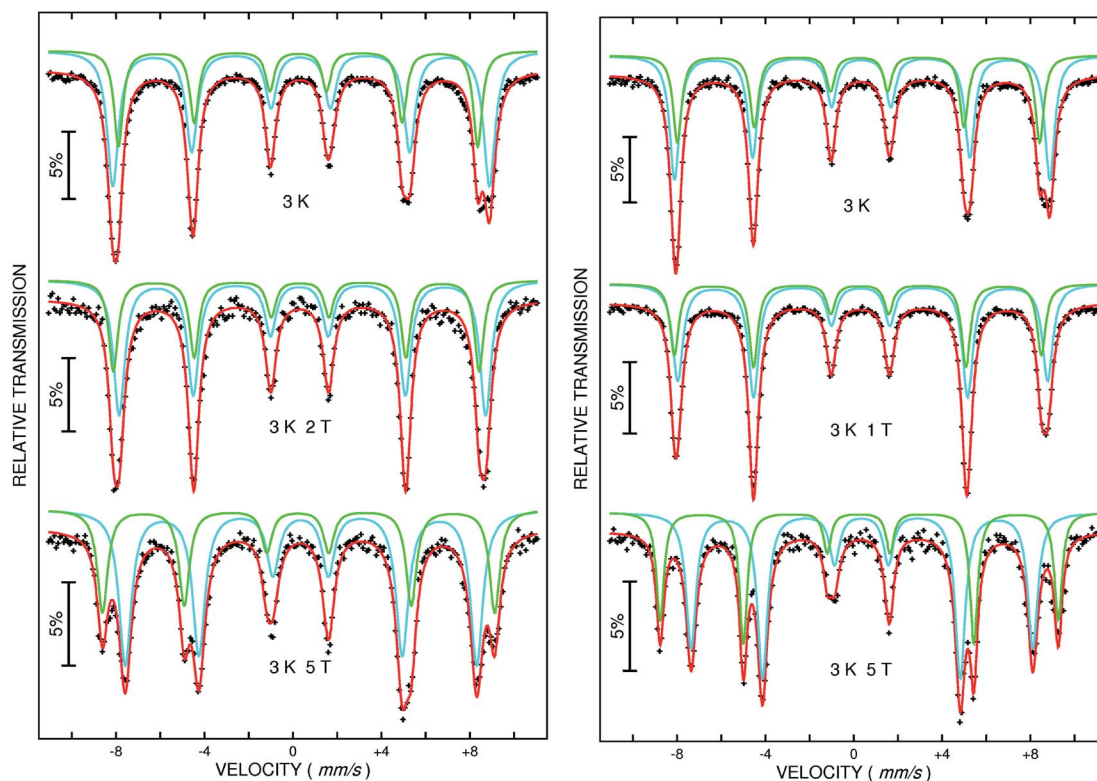 RELATIVE TRANSMISSION
5%
3 K
5%
3 K 2 T
5%
3 K 5 T
-8 -4 0 +4 +8
VELOCITY ( mm/s )
RELATIVE TRANSMISSION
5%
3 K
5%
3 K 1 T
5%
3 K 5 T
-8 -4 0 +4 +8
VELOCITY ( mm/s )